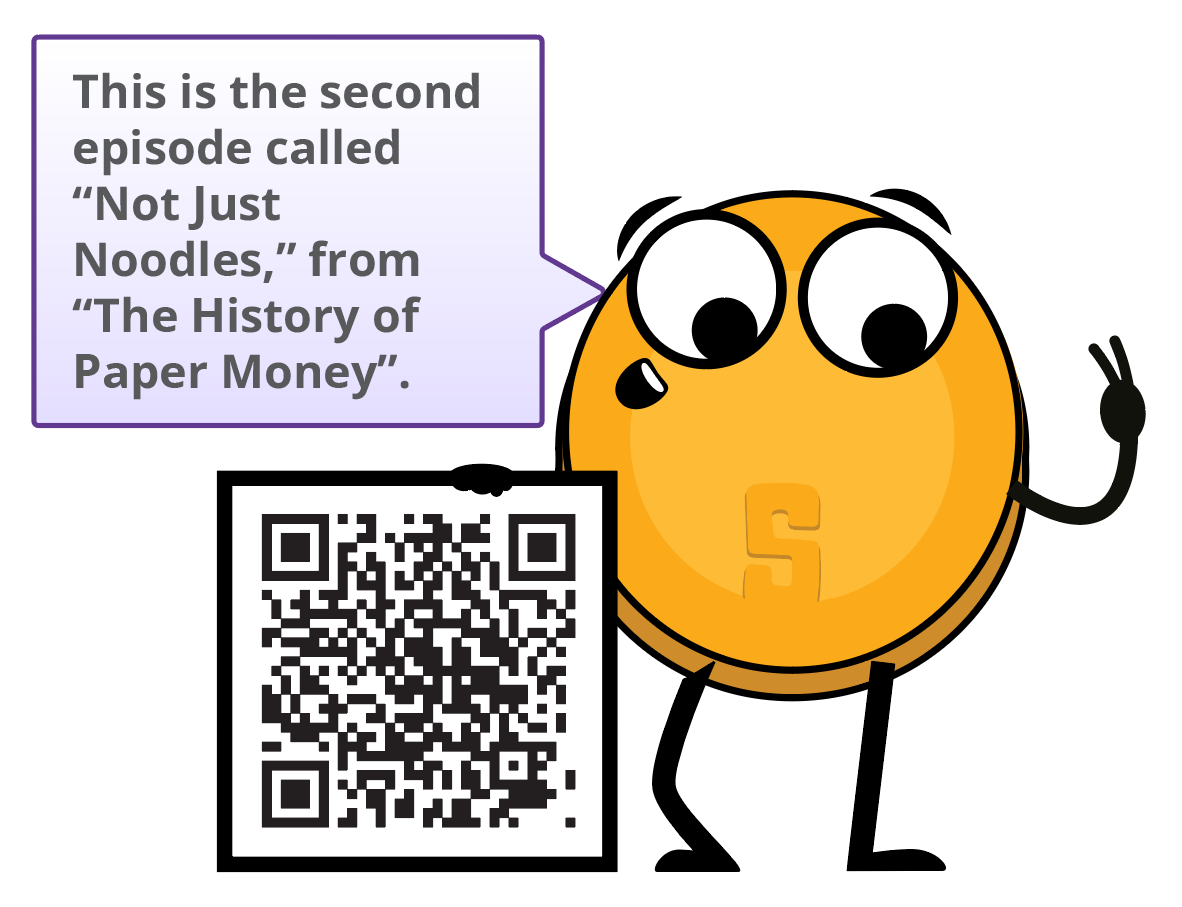 This is the second
episode called
“Not Just
Noodles,” from
“The History of
Paper Money”.
S